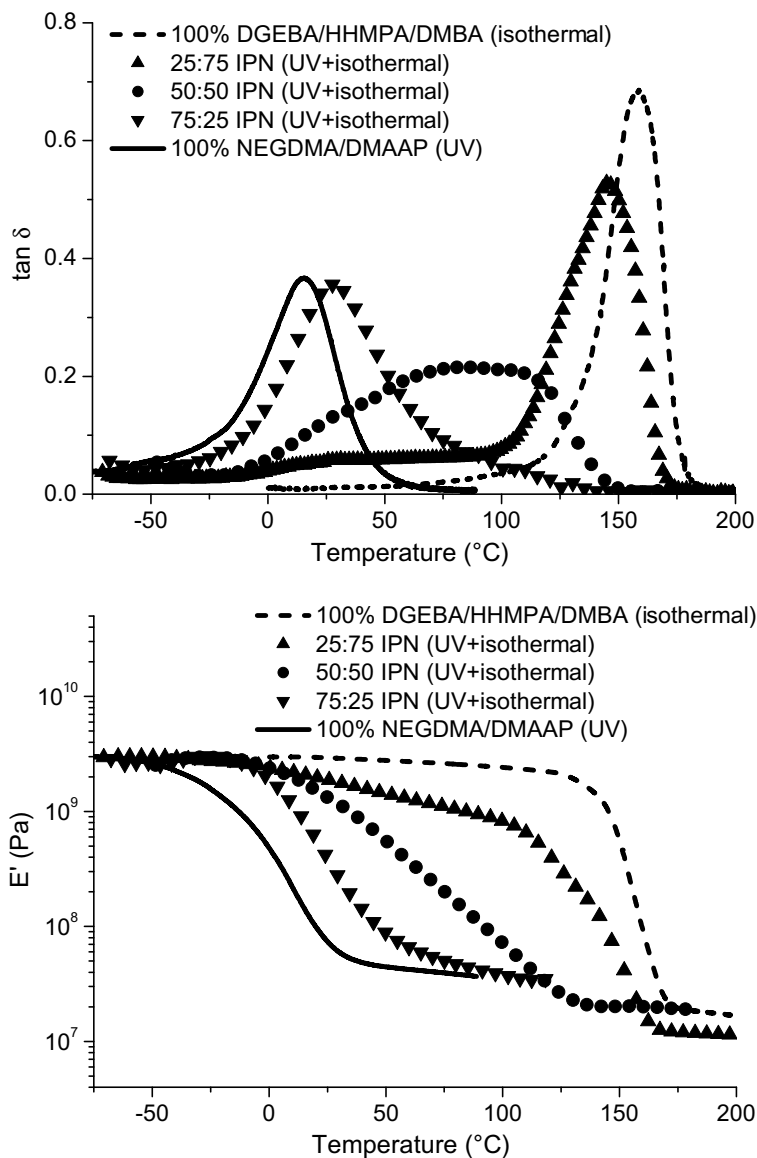 0.8
0.6
0.4
0.2
0.0
tan δ
100% DGEBA/HHMPA/DMBA (isothermal)
25:75 IPN (UV+isothermal)
50:50 IPN (UV+isothermal)
75:25 IPN (UV+isothermal)
100% NEGDMA/DMAAP (UV)
-50 0 50 100 150 200
Temperature (°C)
100% DGEBA/HHMPA/DMBA (isothermal)
25:75 IPN (UV+isothermal)
50:50 IPN (UV+isothermal)
75:25 IPN (UV+isothermal)
100% NEGDMA/DMAAP (UV)
10¹⁰
10⁹
10⁸
10⁷
E' (Pa)
-50 0 50 100 150 200
Temperature (°C)